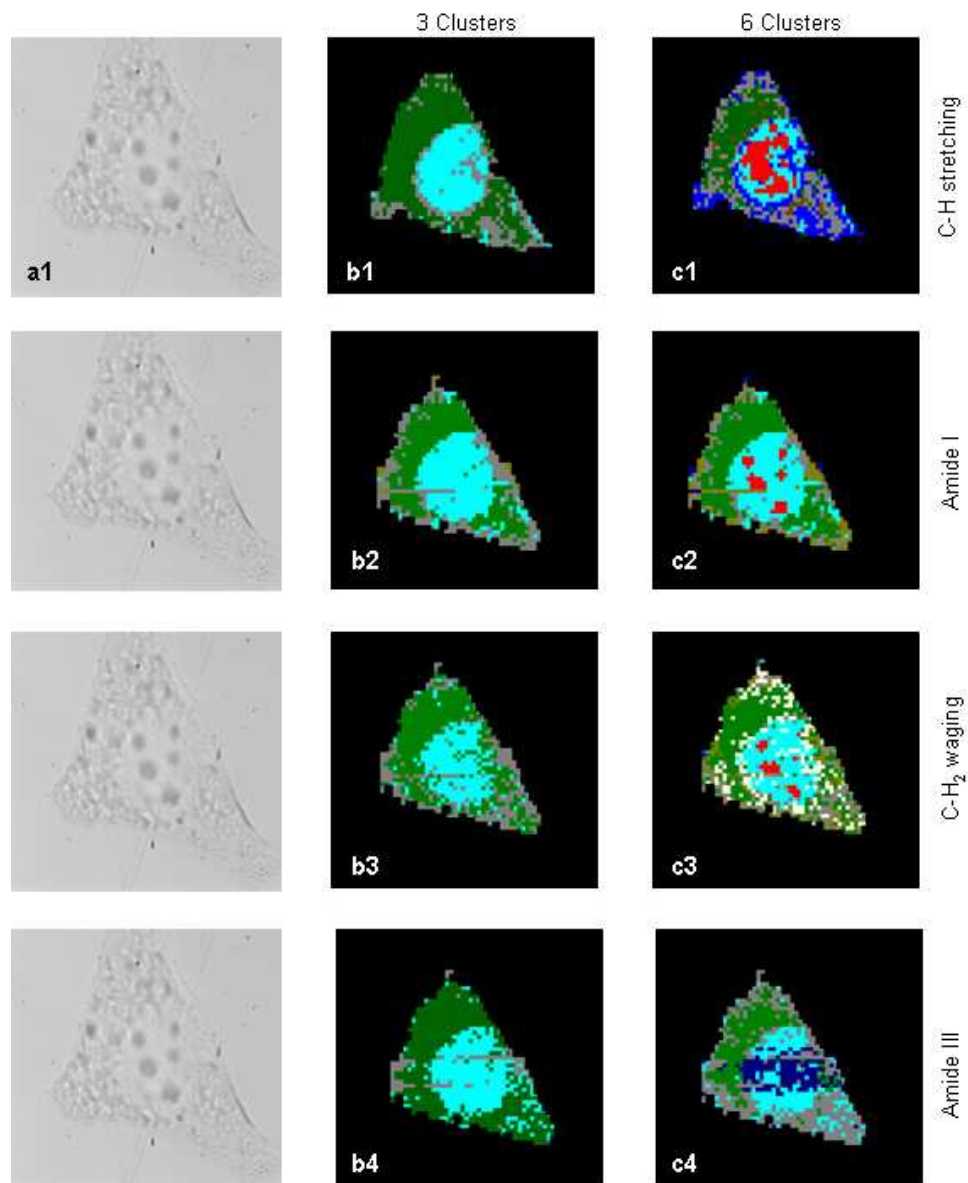 3 Clusters
6 Clusters
a1
b1
c1
C-H stretching
b2
c2
Amide I
b3
c3
C-H₂ waging
b4
c4
Amide III